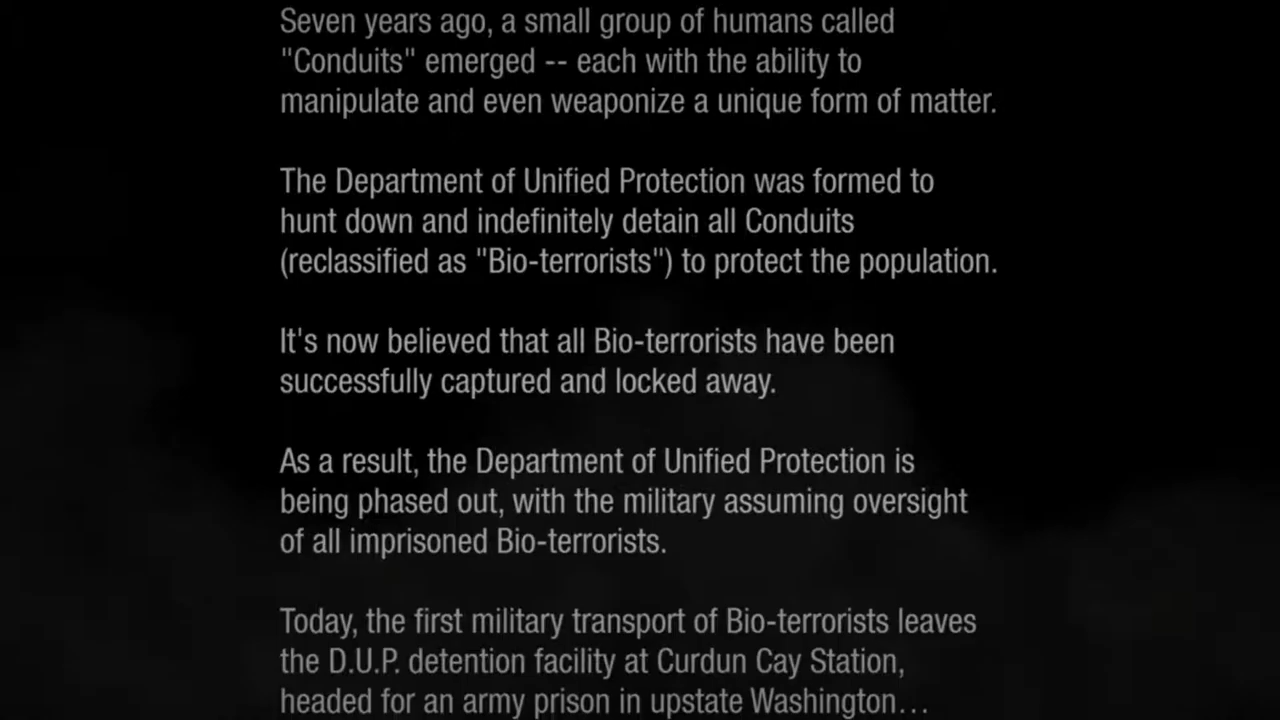 Seven years ago, a small group of humans called
"Conduits" emerged -- each with the ability to
manipulate and even weaponize a unique form of matter.
The Department of Unified Protection was formed to
hunt down and indefinitely detain all Conduits
(reclassified as "Bio-terrorists") to protect the population.
It's now believed that all Bio-terrorists have been
successfully captured and locked away.
As a result, the Department of Unified Protection is
being phased out, with the military assuming oversight
of all imprisoned Bio-terrorists.
Today, the first military transport of Bio-terrorists leaves
the D.U.P. detention facility at Curdun Cay Station,
headed for an army prison in upstate Washington...